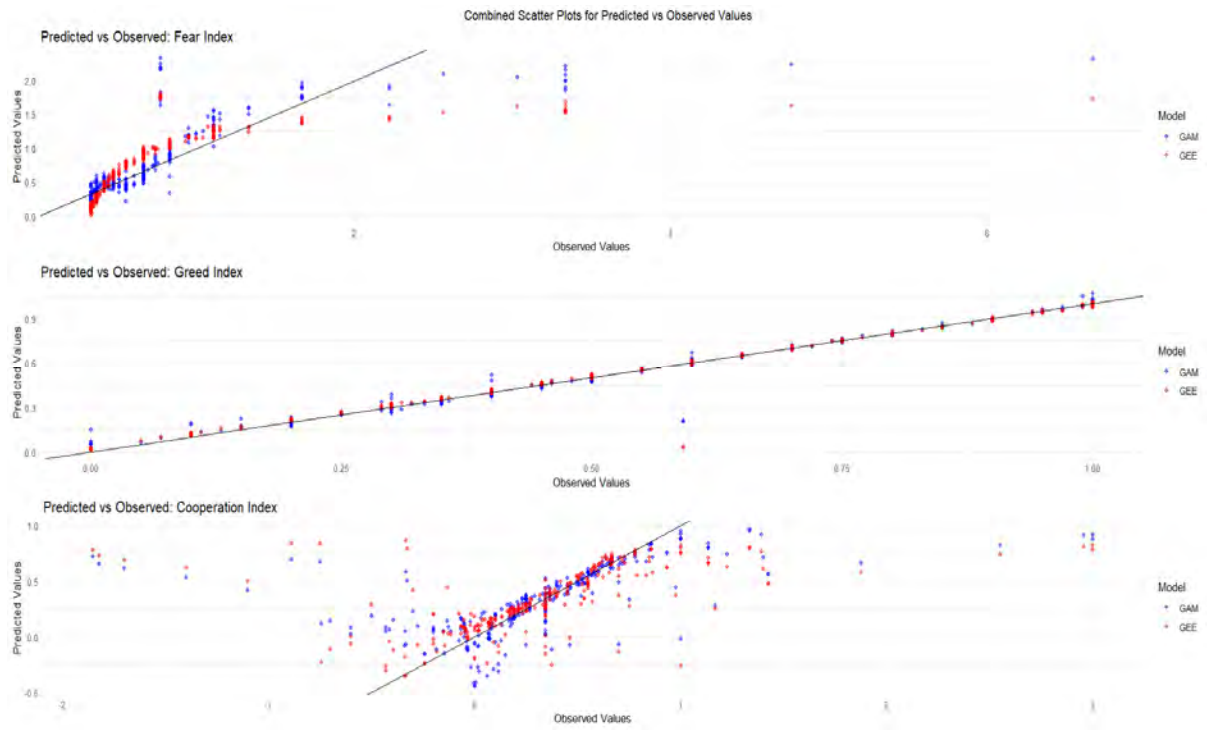 Combined Scatter Plots for Predicted vs Observed Values
Predicted vs Observed: Fear Index
Predicted Values
2.0
1.5
1.0
0.5
0.0
2
6
Observed Values
Model
GAM
GEE
Predicted vs Observed: Greed Index
Predicted Values
0.9
0.6
0.3
0.0
0.00
0.25
0.50
0.75
1.00
Observed Values
Model
GAM
GEE
Predicted vs Observed: Cooperation Index
Predicted Values
1.0
0.5
0.0
-0.5
-2
-1
0
1
2
3
Observed Values
Model
GAM
GEE